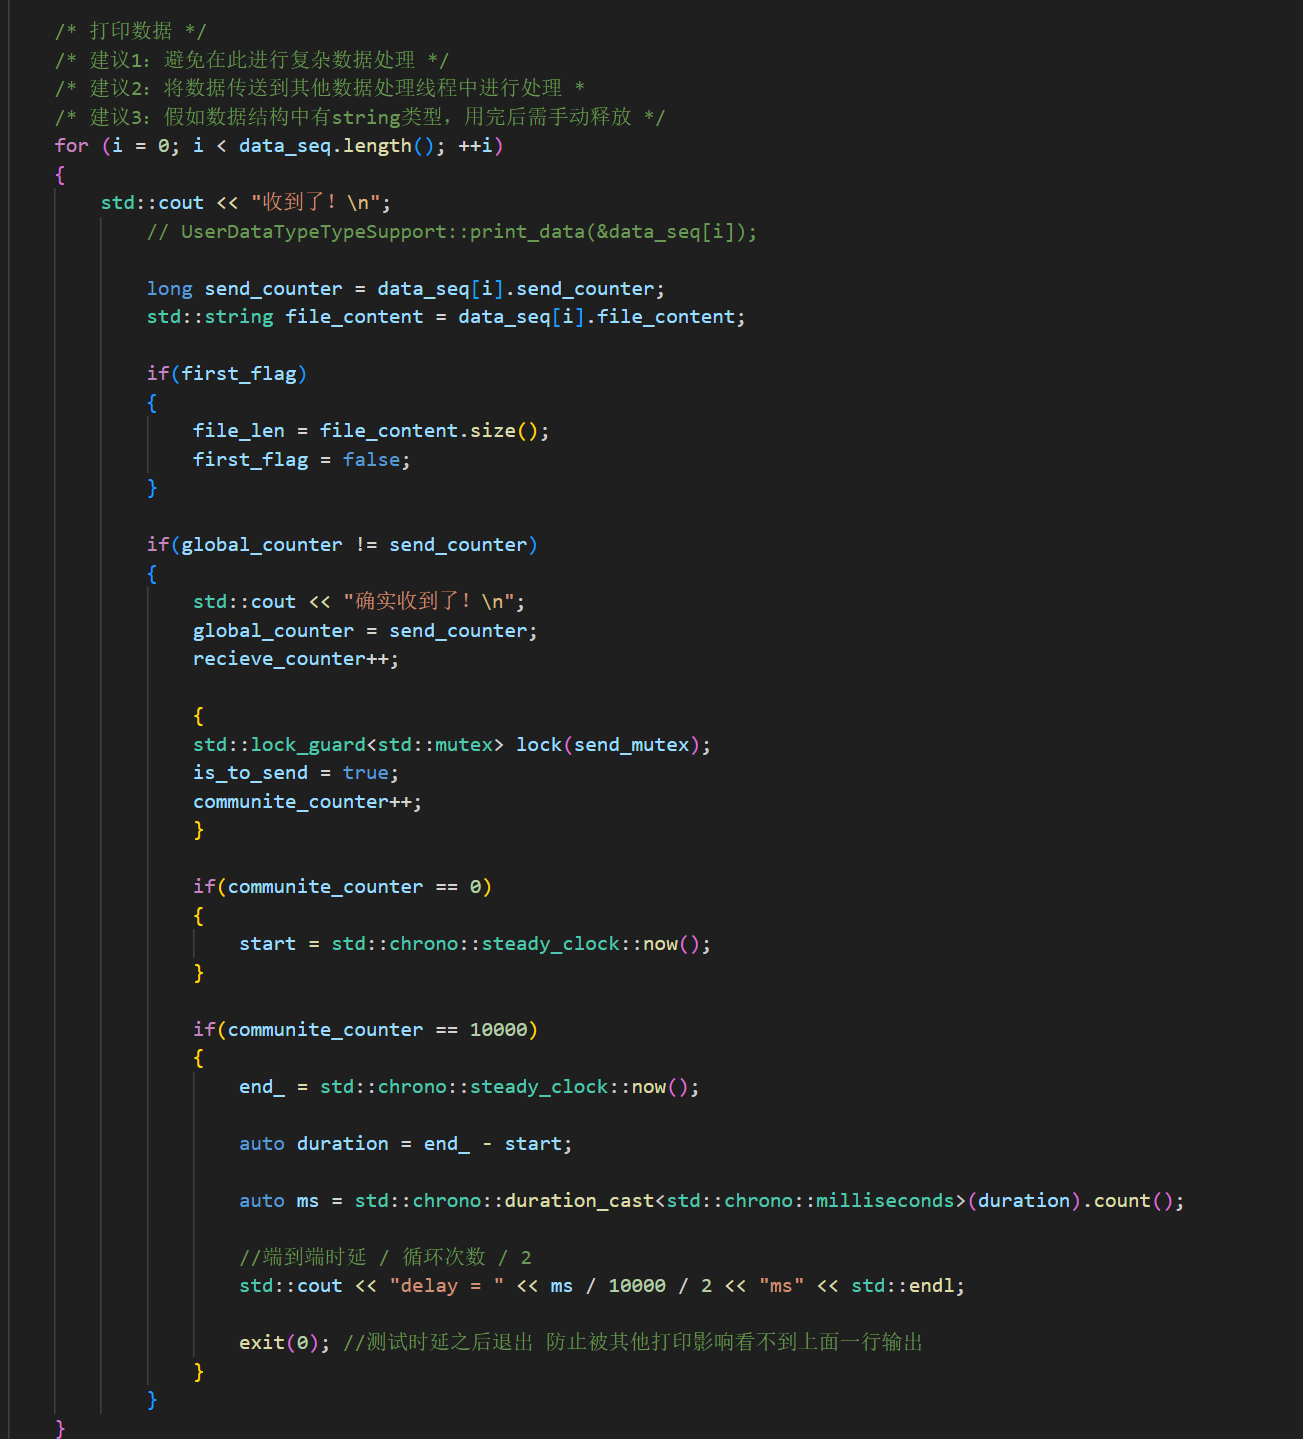 /* 打印数据 */
/* 建议1：避免在此进行复杂数据处理 */
/* 建议2：将数据传送到其他数据处理线程中进行处理 *
/* 建议3：假如数据结构中有string类型，用完后需手动释放 */
for (i = 0; i < data_seq.length(); ++i)
{
std::cout << "收到了！\n";
// UserDataTypeTypeSupport::print_data(&data_seq[i]);
long send_counter = data_seq[i].send_counter;
std::string file_content = data_seq[i].file_content;
if(first_flag)
{
file_len = file_content.size();
first_flag = false;
}
if(global_counter != send_counter)
{
std::cout << "确实收到了！\n";
global_counter = send_counter;
recieve_counter++;
{
std::lock_guard<std::mutex> lock(send_mutex);
is_to_send = true;
communite_counter++;
}
if(communite_counter == 0)
{
start = std::chrono::steady_clock::now();
}
if(communite_counter == 10000)
{
end_ = std::chrono::steady_clock::now();
auto duration = end_ - start;
auto ms = std::chrono::duration_cast<std::chrono::milliseconds>(duration).count();
//端到端时延 / 循环次数 / 2
std::cout << "delay = " << ms / 10000 / 2 << "ms" << std::endl;
exit(0); //测试时延之后退出 防止被其他打印影响看不到上面一行输出
}
}
}